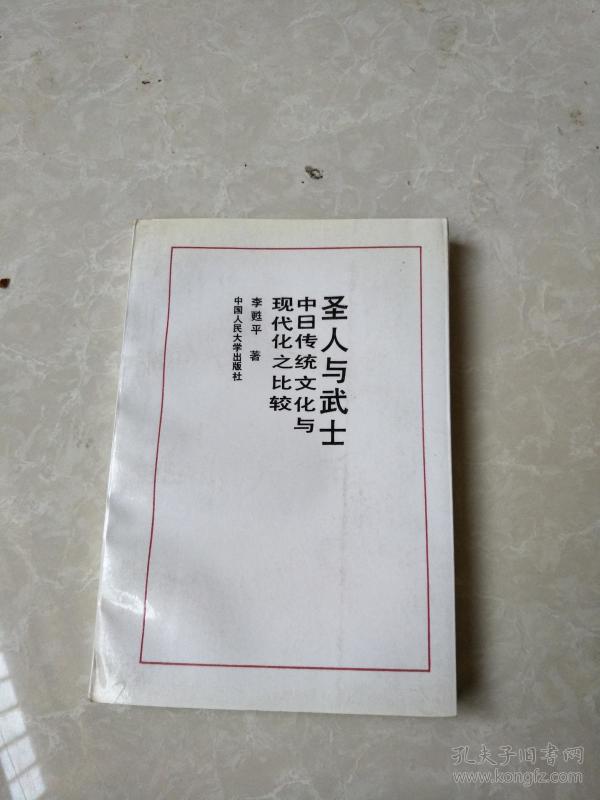 圣人与武士
中日传统文化与
现代化之比较
李甦平 著
中国人民大学出版社
孔夫子旧书网
www.kongfz.com